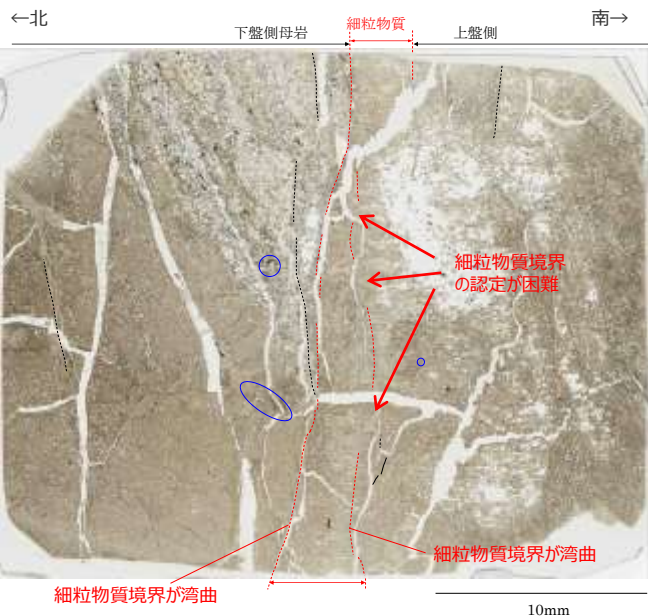 ←北
南→
下盤側母岩
細粒物質
上盤側
細粒物質境界
の認定が困難
細粒物質境界が湾曲
細粒物質境界が湾曲
10mm